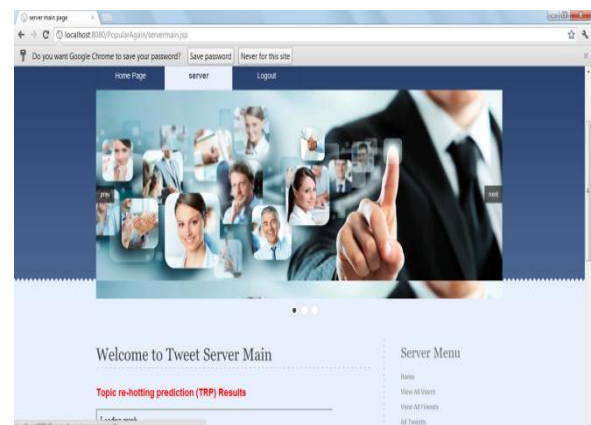 server main page
localhost:8080/PopularAgain/servermain.jsp
Do you want Google Chrome to save your password? Save password Never for this site
Home Page server Logout
prev
next
Welcome to Tweet Server Main
Topic re-hotting prediction (TRP) Results
Server Menu
Home
View All Users
View All Friends
All Tweets